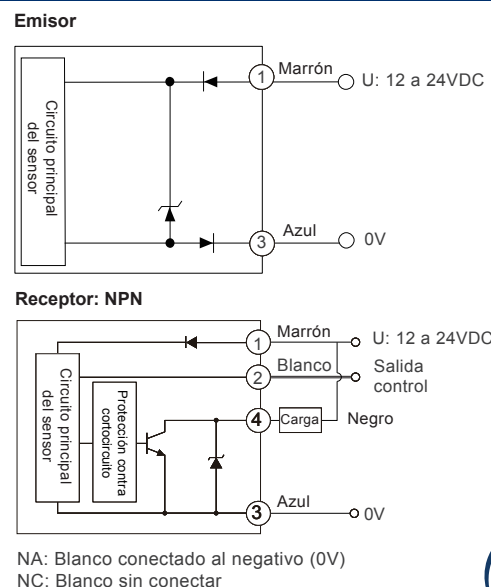 Emisor
Circuito principal
del sensor
1
Marrón
U: 12 a 24VDC
3
Azul
0V
Receptor: NPN
Circuito principal
del sensor
Protección contra
cortocircuito
1
Marrón
U: 12 a 24VDC
2
Blanco
Salida
control
4
Carga
Negro
3
Azul
0V
NA: Blanco conectado al negativo (0V)
NC: Blanco sin conectar